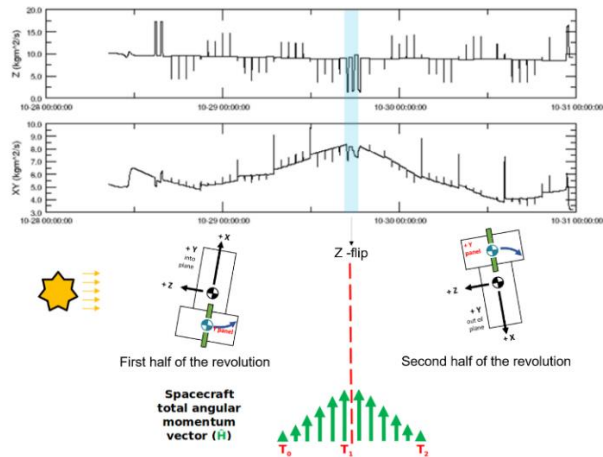 20.0
15.0
10.0
5.0
0.0
Z (kgm^2/s)
10-28 00:00:00
10-29 00:00:00
10-30 00:00:00
10-31 00:00:00
10.0
8.0
6.0
5.0
4.0
3.0
XY (kgm^2/s)
10-28 00:00:00
10-29 00:00:00
10-30 00:00:00
10-31 00:00:00
Z -flip
+ X
+ Y
into
plane
+ Z
panel
First half of the revolution
+ Y
panel
+ Z
+ Y
out of
plane
+ X
Second half of the revolution
Spacecraft
total angular
momentum
vector (Ĥ)
T₀
T₁
T₂